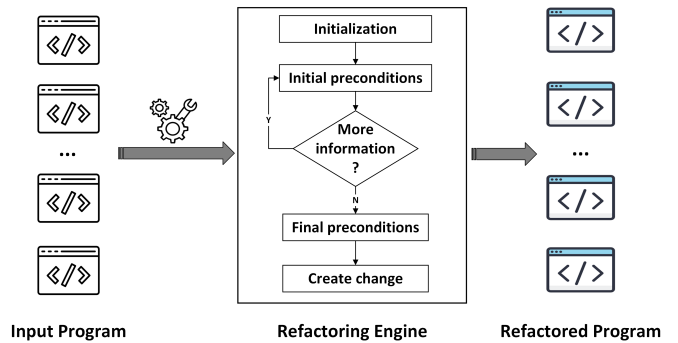 </>
</>
...
</>
</>
Input Program
Initialization
Initial preconditions
Y
More
information
?
N
Final preconditions
Create change
Refactoring Engine
</>
</>
...
</>
</>
Refactored Program